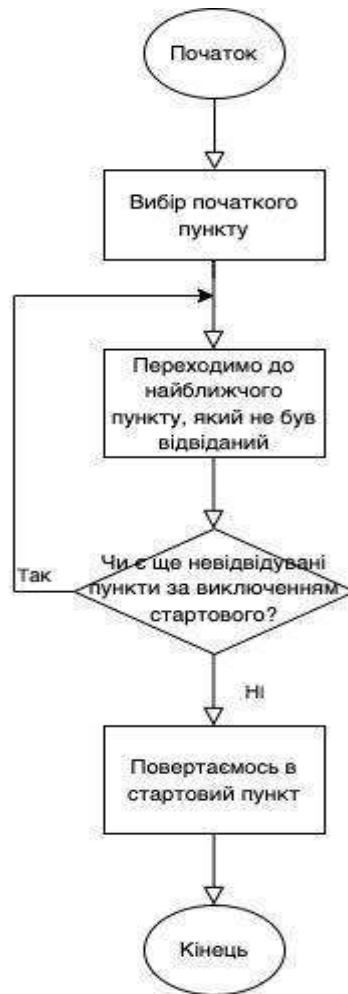 Початок
Вибір початкого
пункту
Переходимо до
найближчого
пункту, який не був
відвіданий
Чи є ще невідвідувані
пункти за виключенням
стартового?
Так
Ні
Повертаємось в
стартовий пункт
Кінець